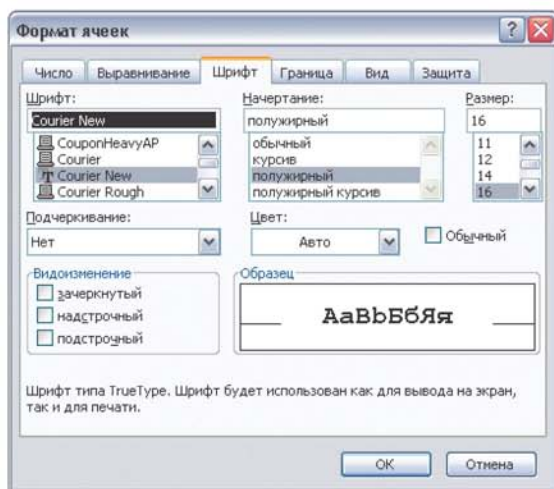 Формат ячеек
Число Выравнивание Шрифт Граница Вид Защита
Шрифт: Начертание: Размер:
Courier New полужирный 16
CouponHeavyAP обычный 11
Courier курсив 12
Courier New полужирный 14
Courier Rough полужирный курсив 16
Подчеркивание: Цвет:
Нет Авто Обычный
Видоизменение Образец
зачеркнутый
надстрочный
подстрочный
АаВbБбЯя
Шрифт типа TrueType. Шрифт будет использован как для вывода на экран,
так и для печати.
ОК Отмена